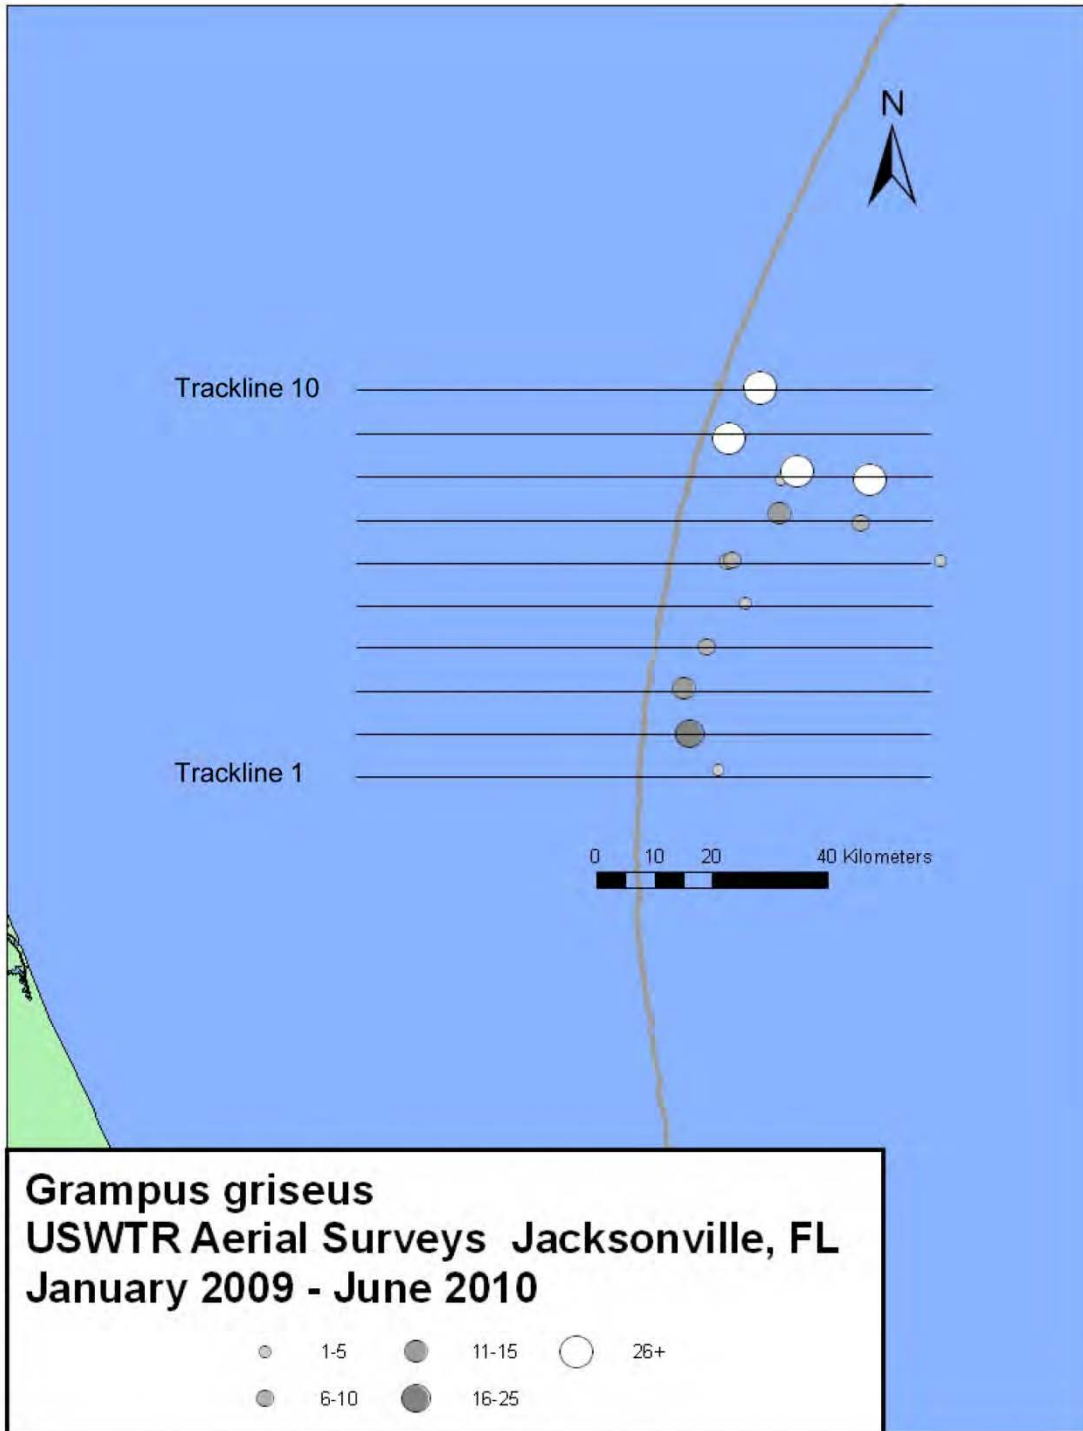 N
Trackline 10
Trackline 1
0 10 20 40 Kilometers
Grampus griseus
USWTR Aerial Surveys Jacksonville, FL
January 2009 - June 2010
1-5 11-15 26+
6-10 16-25